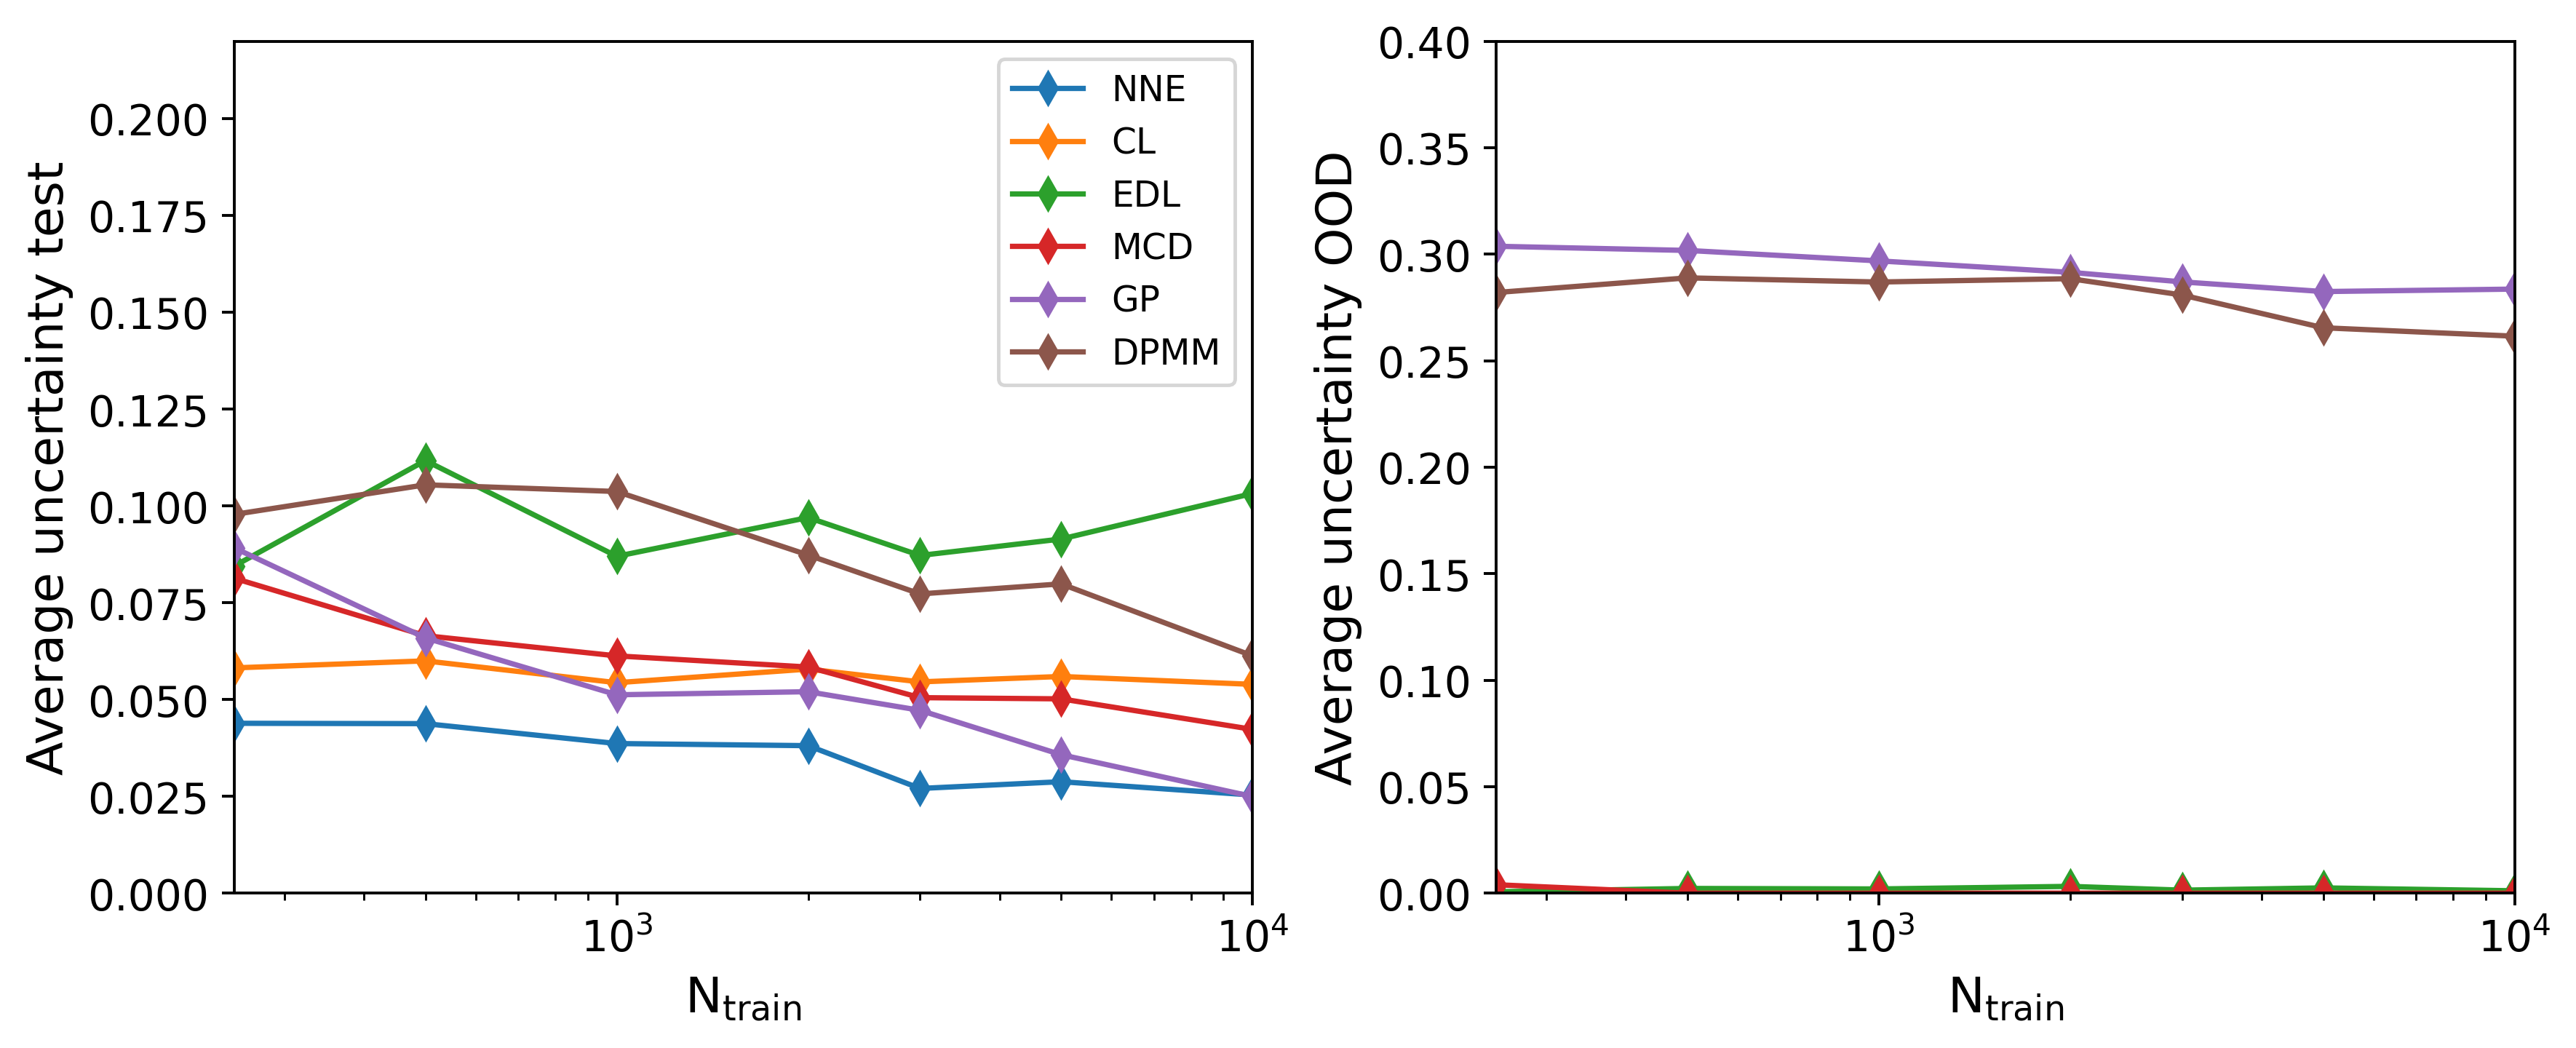 Average uncertainty test
0.200
0.175
0.150
0.125
0.100
0.075
0.050
0.025
0.000
10³
10⁴
N_train
NNE
CL
EDL
MCD
GP
DPMM
Average uncertainty OOD
0.40
0.35
0.30
0.25
0.20
0.15
0.10
0.05
0.00
10³
10⁴
N_train